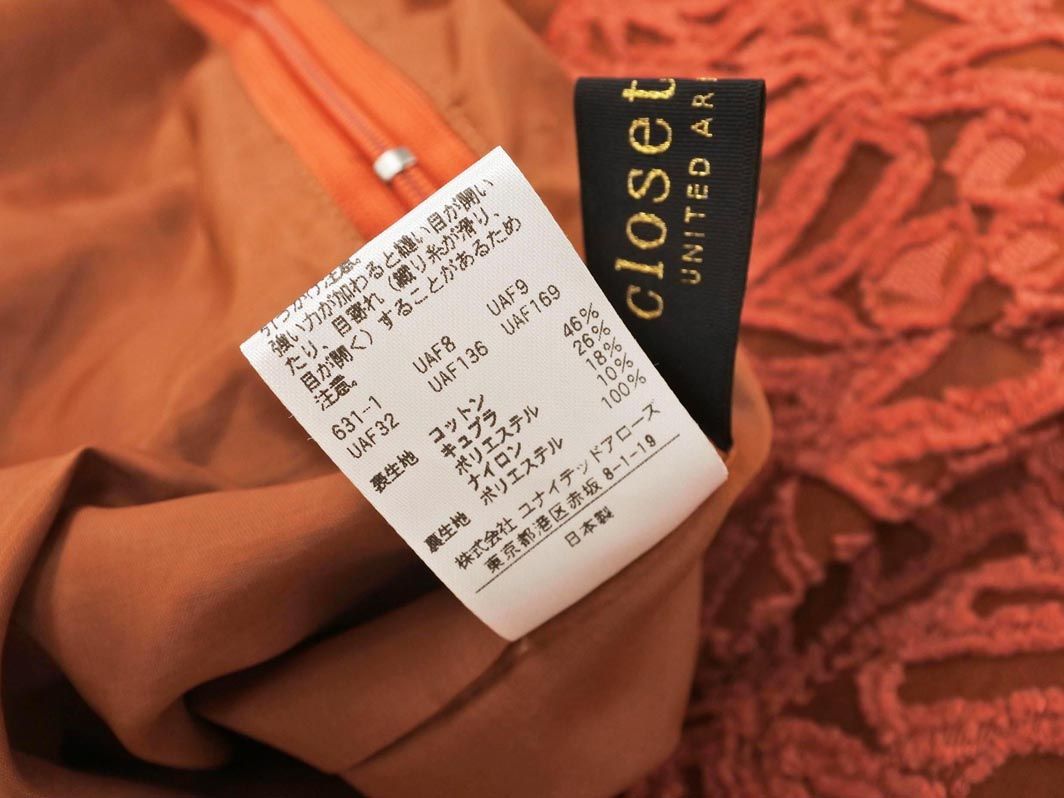 引っかけ注意。
強い力が加わると縫い目が開い
たり、目寄れ（織り糸が滑り、
目が開く）することがあるため
注意。
631-1 UAF8 UAF9
UAF32 UAF136 UAF169
表生地 コットン 46%
キュプラ 26%
ポリエステル 18%
ナイロン 10%
裏生地 ポリエステル 100%
株式会社 ユナイテッドアローズ
東京都港区赤坂 8-1-19
日本製
closet
UNITED AR